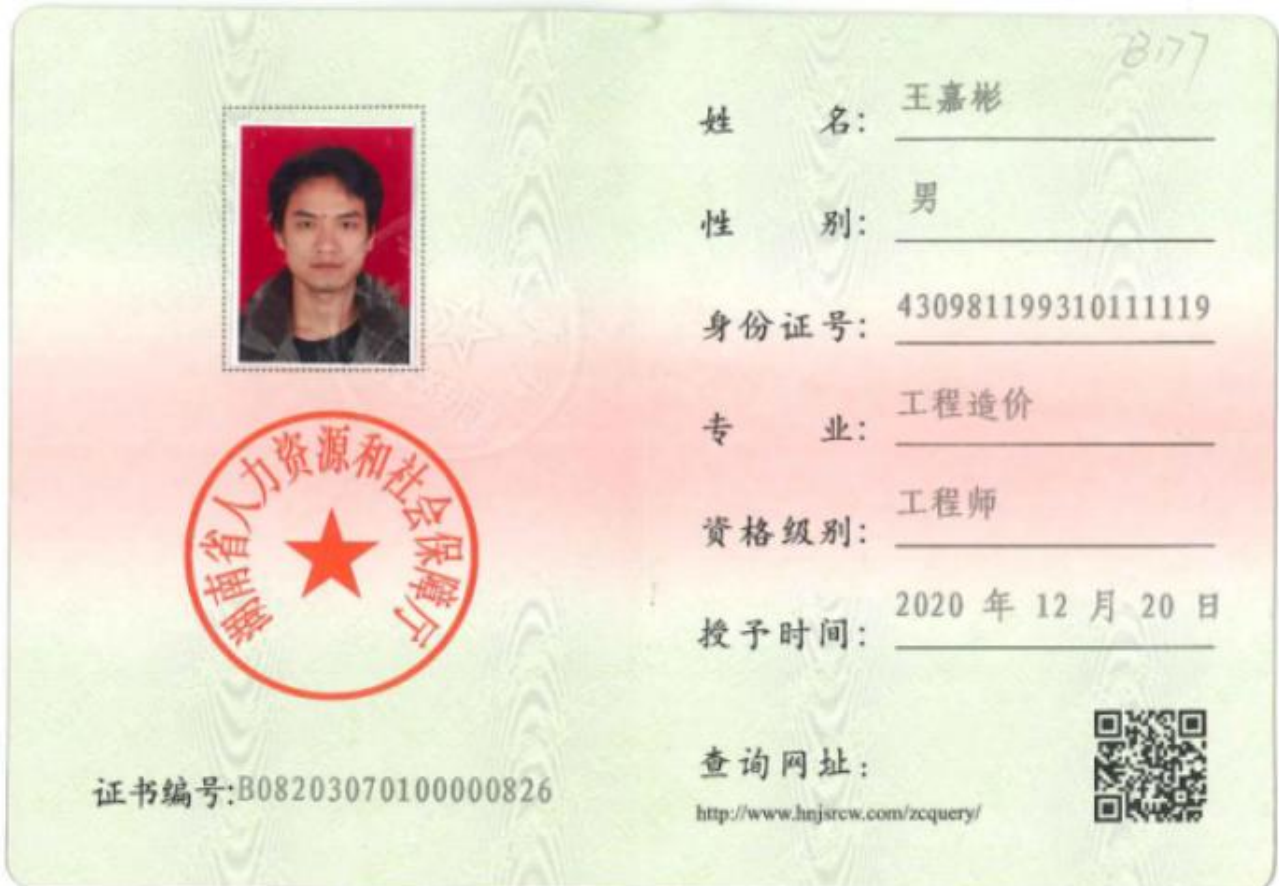 B177
姓 名: 王嘉彬
性 别: 男
身份证号: 430981199310111119
专 业: 工程造价
资格级别: 工程师
授予时间: 2020 年 12 月 20 日
查询网址:
http://www.hnjsrcw.com/zcquery/
湖南省人力资源和社会保障厅
证书编号:B08203070100000826